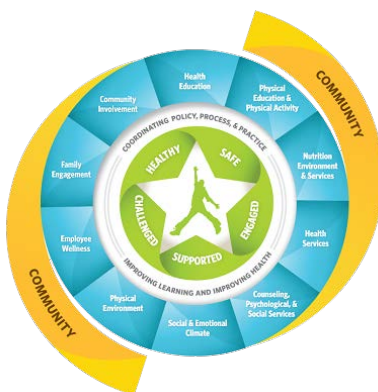 COMMUNITY
Health
Education
Physical
Education &
Physical Activity
Nutrition
Environment
& Services
Health
Services
Counseling,
Psychological, &
Social Services
Social & Emotional
Climate
Physical
Environment
Employee
Wellness
Family
Engagement
Community
Involvement
COORDINATING POLICY, PROCESS, & PRACTICE
IMPROVING LEARNING AND IMPROVING HEALTH
HEALTHY
SAFE
ENGAGED
SUPPORTED
CHALLENGED
COMMUNITY